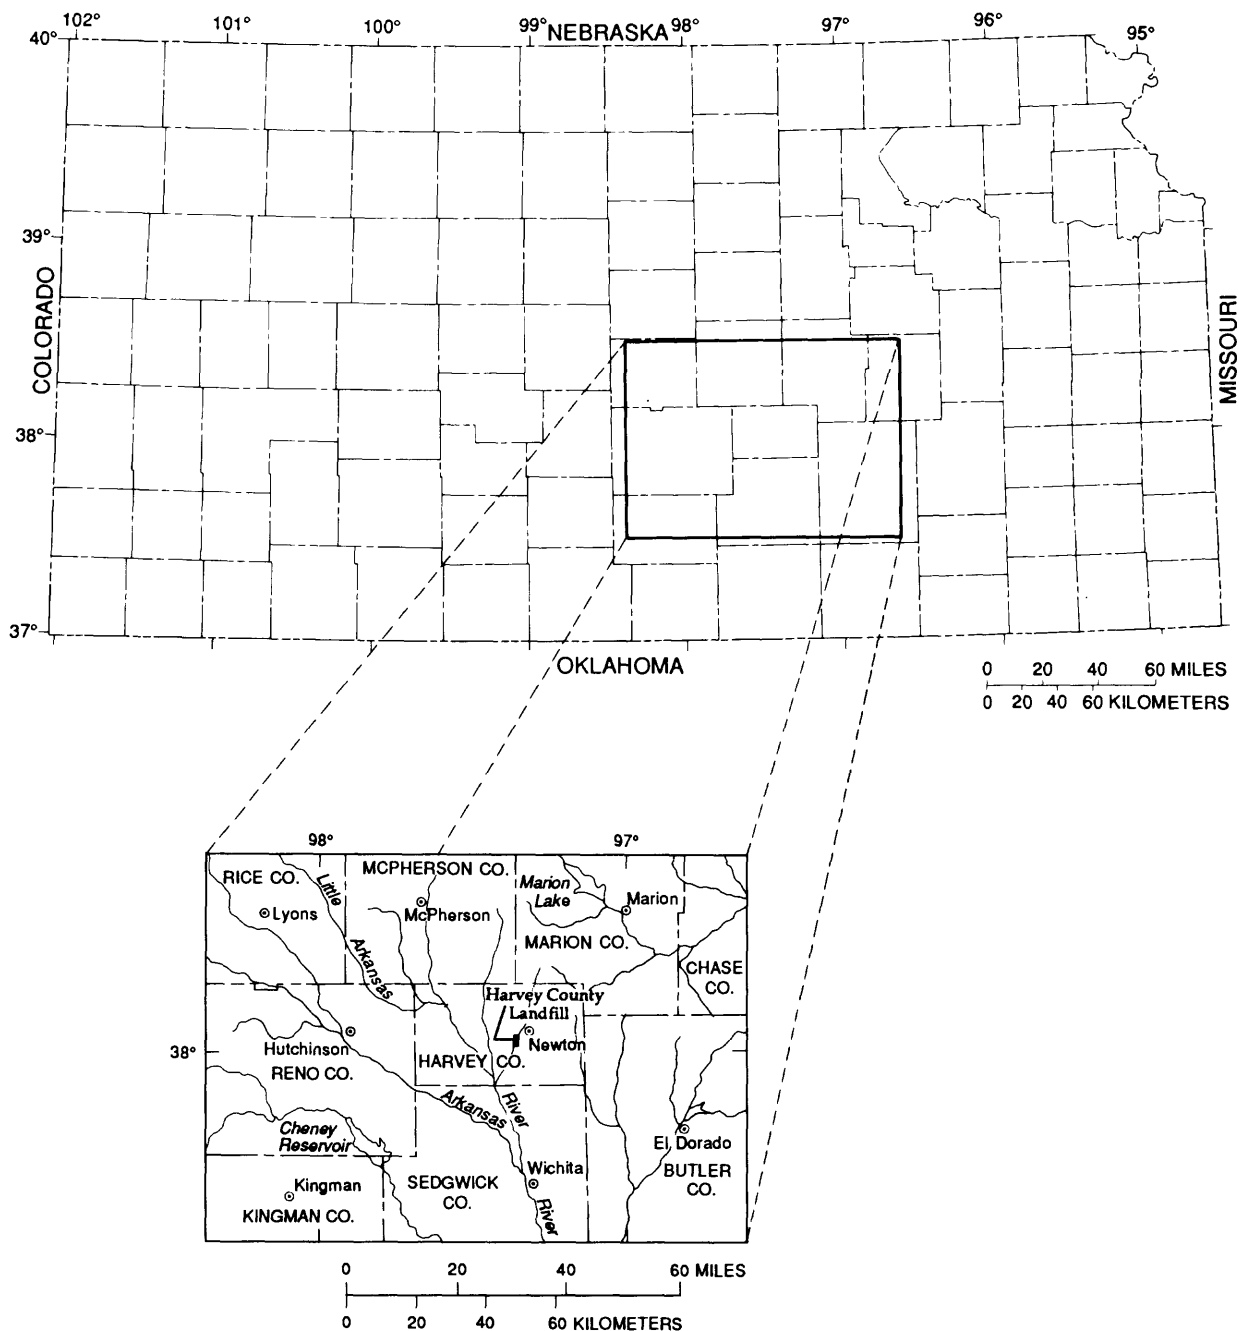 102° 101° 100° 99° 98° 97° 96° 95°
NEBRASKA
40°
39°
COLORADO
MISSOURI
38°
37°
OKLAHOMA
0 20 40 60 MILES
0 20 40 60 KILOMETERS
98° 97°
RICE CO.
MCPHERSON CO.
Little
Marion
Lake
Marion
Lyons
McPherson
Arkansas
MARION CO.
CHASE
CO.
Harvey County
Landfill
Newton
Hutchinson
38°
HARVEY CO.
RENO CO.
Arkansas
River
Cheney
Reservoir
El Dorado
Wichita
BUTLER
CO.
Kingman
SEDGWICK
CO.
KINGMAN CO.
River
0 20 40 60 MILES
0 20 40 60 KILOMETERS